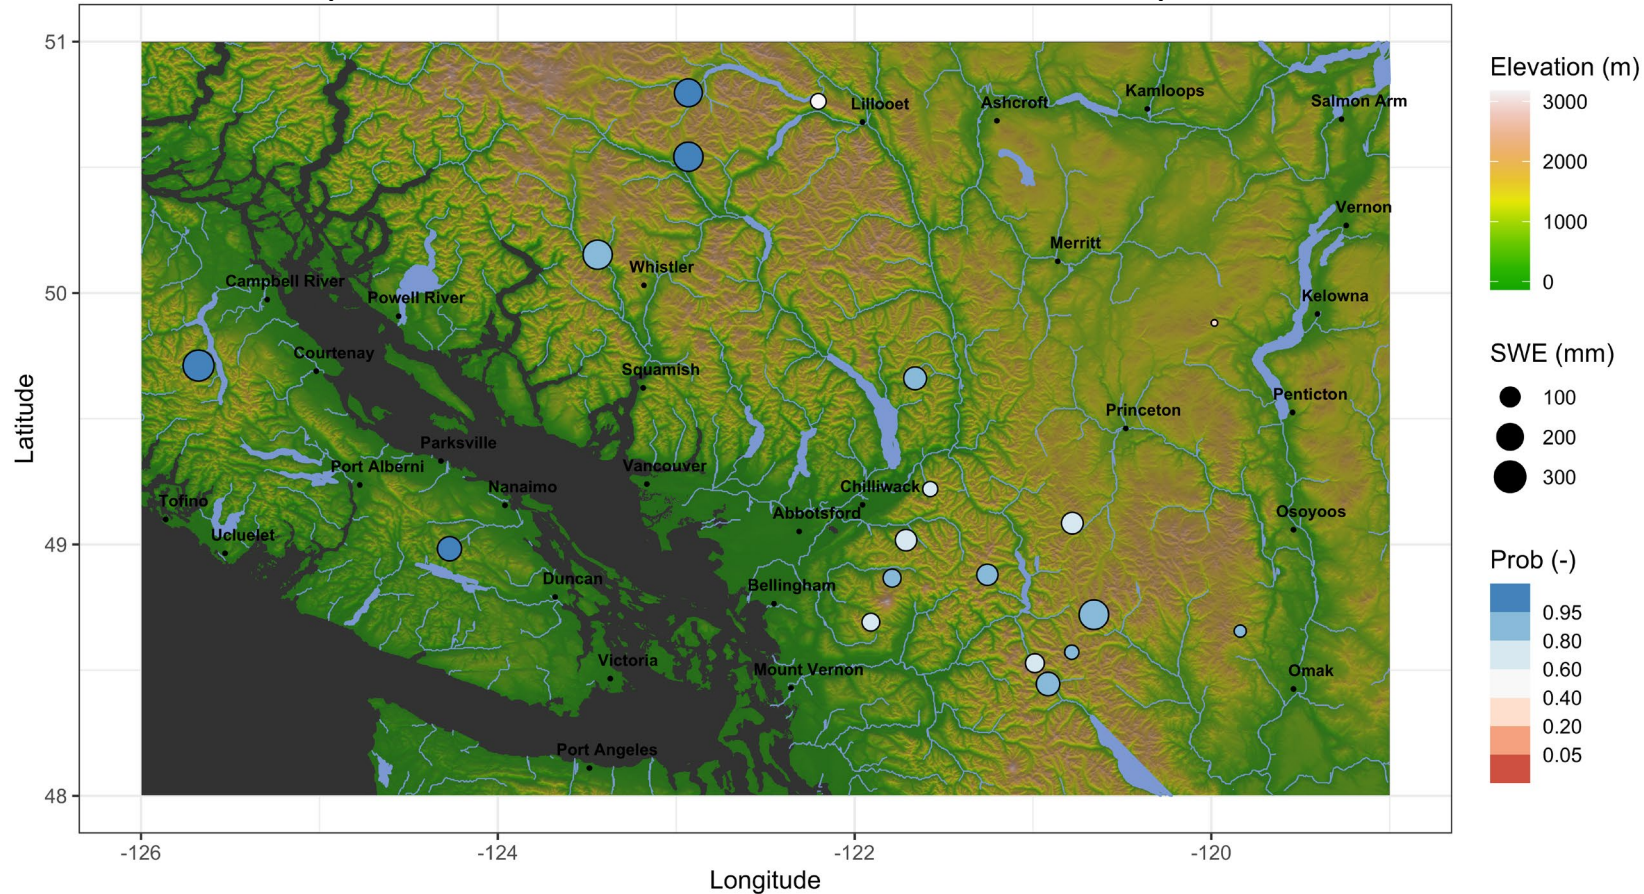 51
50
49
48
Latitude
-126
-124
-122
-120
Longitude
Lillooet
Ashcroft
Kamloops
Salmon Arm
Vernon
Merritt
Whistler
Campbell River
Powell River
Kelowna
Courtenay
Squamish
Penticton
Princeton
Parksville
Port Alberni
Vancouver
Nanaimo
Chilliwack
Tofino
Abbotsford
Osoyoos
Ucluelet
Duncan
Bellingham
Victoria
Mount Vernon
Omak
Port Angeles
Elevation (m)
3000
2000
1000
0
SWE (mm)
100
200
300
Prob (-)
0.95
0.80
0.60
0.40
0.20
0.05